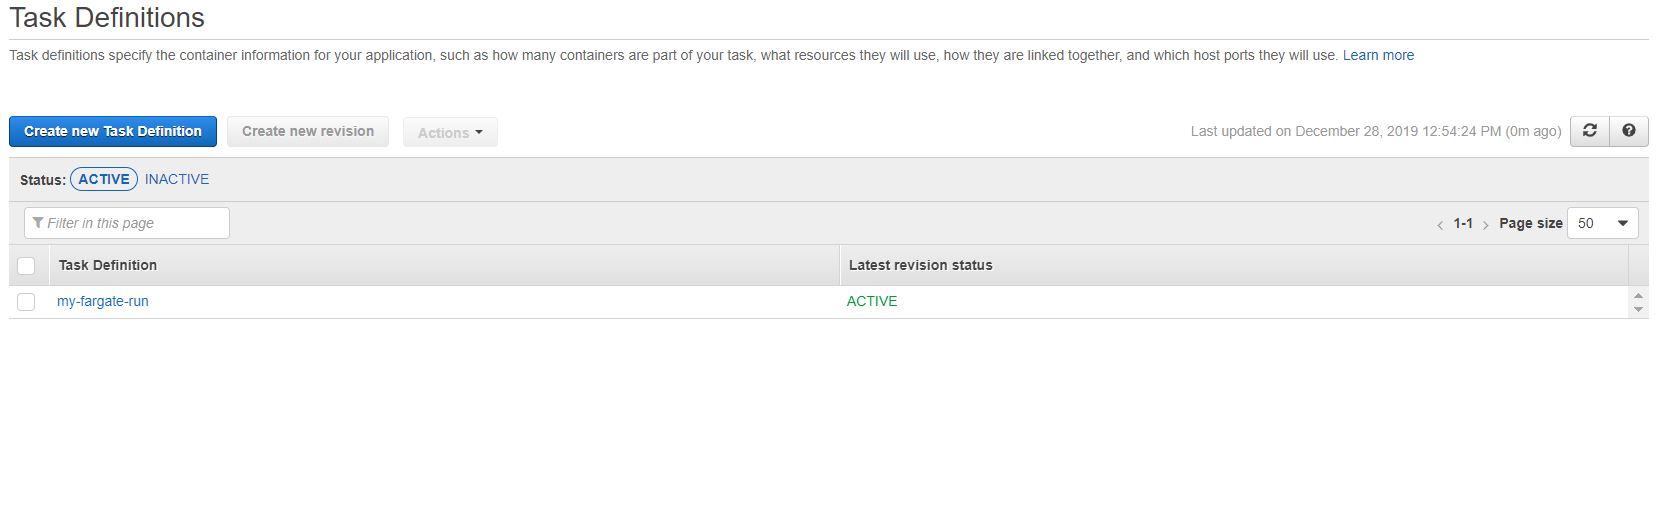 Task Definitions
Task definitions specify the container information for your application, such as how many containers are part of your task, what resources they will use, how they are linked together, and which host ports they will use. Learn more
Create new Task Definition Create new revision Actions Last updated on December 28, 2019 12:54:24 PM (0m ago)
Status: ACTIVE INACTIVE
Filter in this page 1-1 Page size 50
Task Definition Latest revision status
my-fargate-run ACTIVE